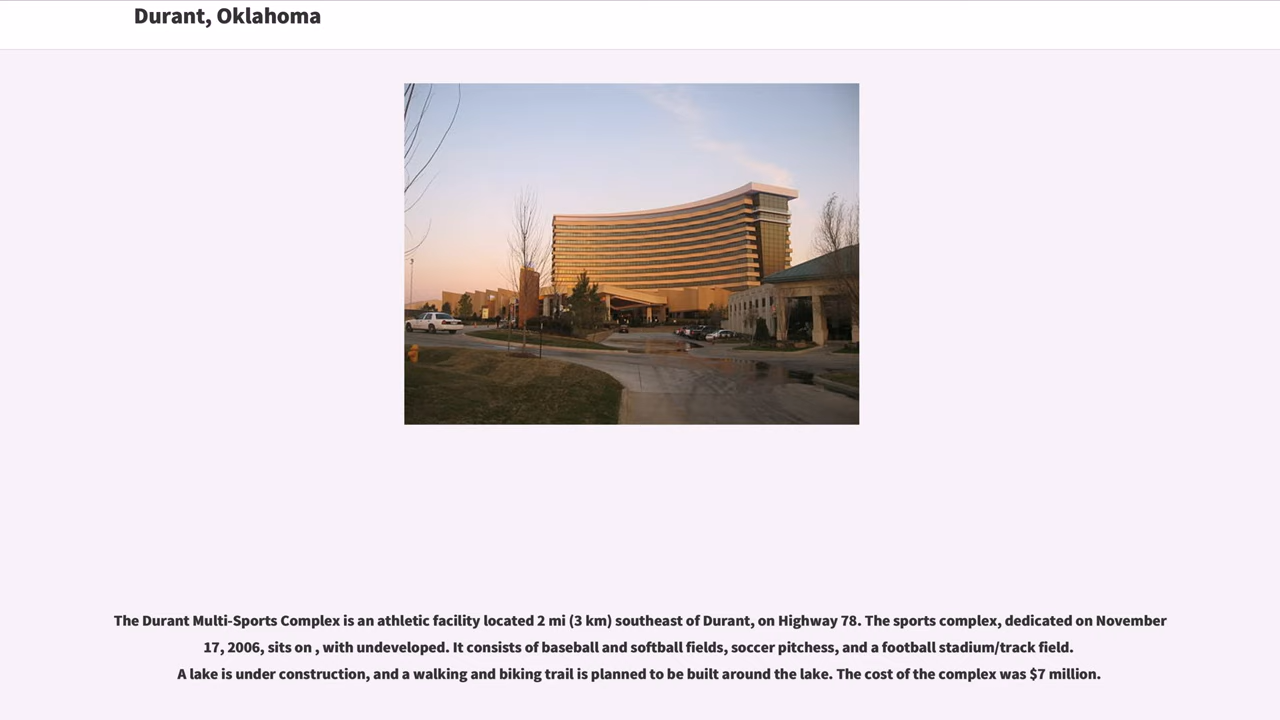 Durant, Oklahoma
The Durant Multi-Sports Complex is an athletic facility located 2 mi (3 km) southeast of Durant, on Highway 78. The sports complex, dedicated on November
17, 2006, sits on , with undeveloped. It consists of baseball and softball fields, soccer pitchess, and a football stadium/track field.
A lake is under construction, and a walking and biking trail is planned to be built around the lake. The cost of the complex was $7 million.